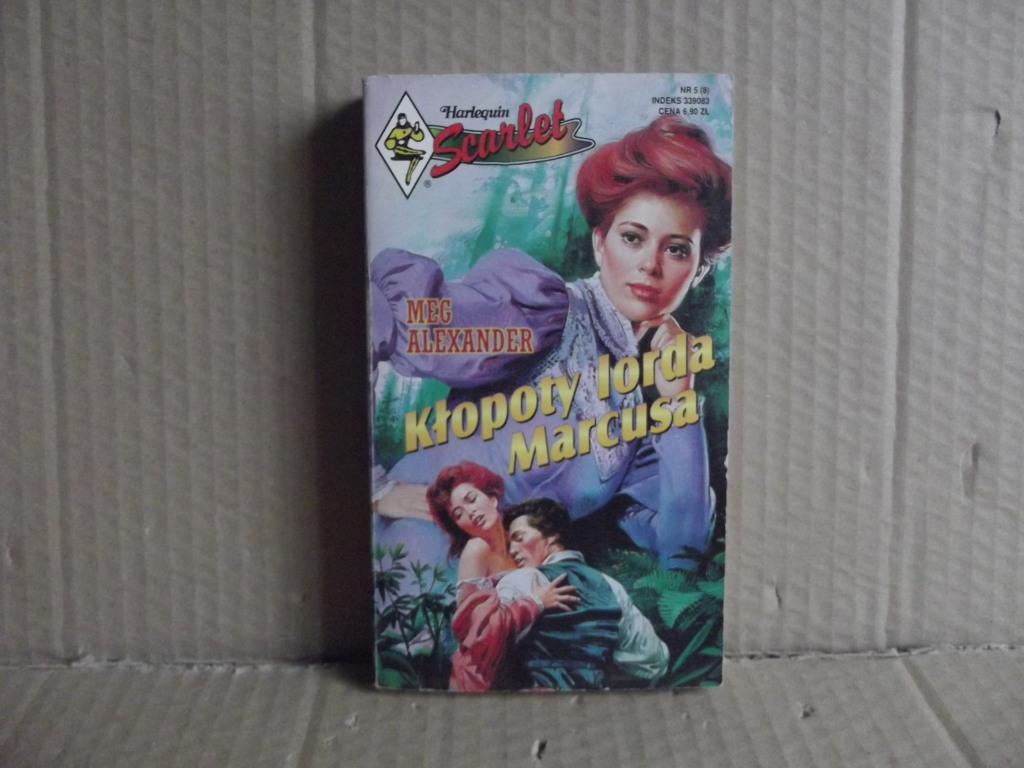 Harlequin
Scarlet
®
NR 5 (8)
INDEKS 339083
CENA 6,90 ZŁ
MEG
ALEXANDER
Kłopoty lorda
Marcusa